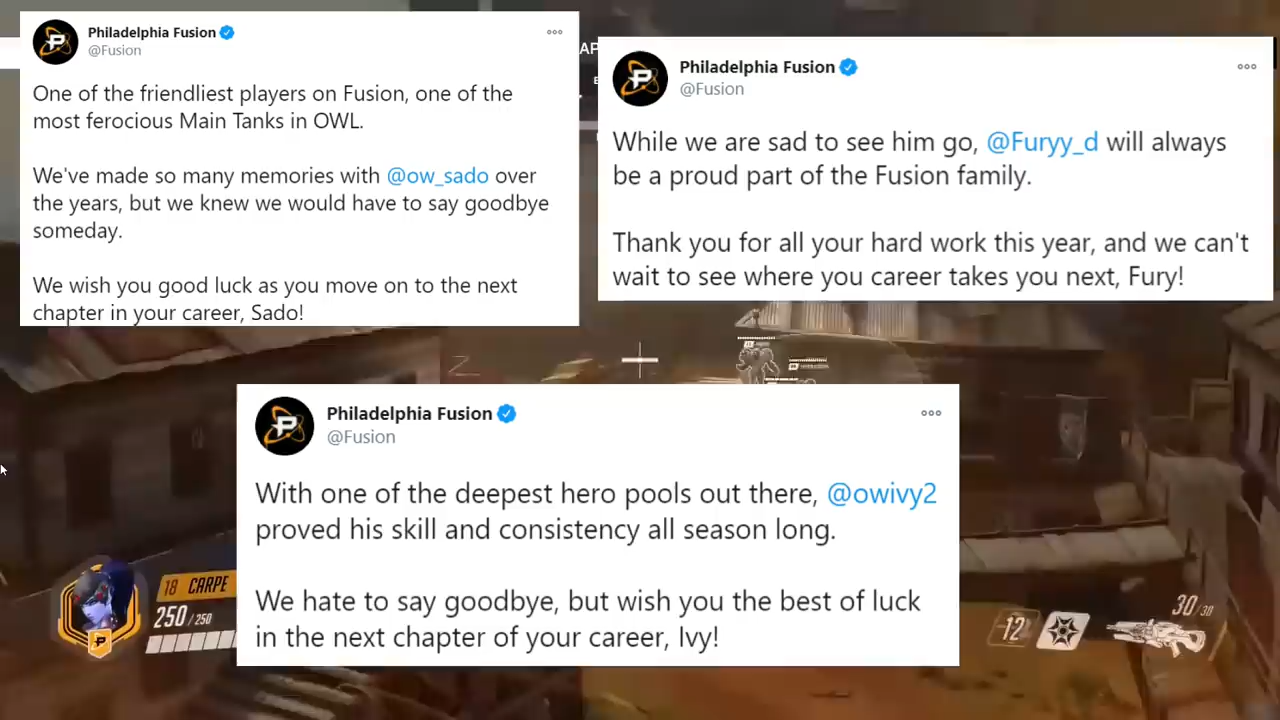 Philadelphia Fusion
@Fusion
One of the friendliest players on Fusion, one of the
most ferocious Main Tanks in OWL.
We've made so many memories with @ow_sado over
the years, but we knew we would have to say goodbye
someday.
We wish you good luck as you move on to the next
chapter in your career, Sado!
AP
Philadelphia Fusion
@Fusion
While we are sad to see him go, @Furyy_d will always
be a proud part of the Fusion family.
Thank you for all your hard work this year, and we can't
wait to see where you career takes you next, Fury!
Philadelphia Fusion
@Fusion
With one of the deepest hero pools out there, @owivy2
proved his skill and consistency all season long.
We hate to say goodbye, but wish you the best of luck
in the next chapter of your career, Ivy!
18 CARPE
250/250
12
30/30